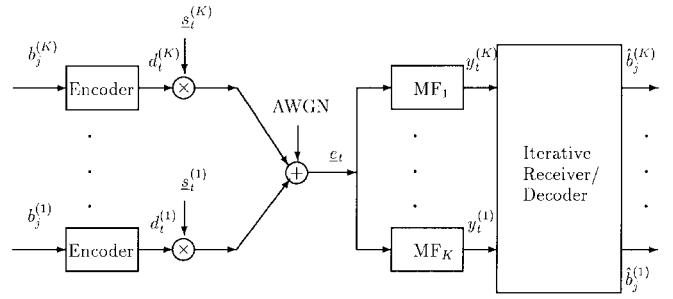 s_t^{(K)}
b_j^{(K)} d_t^{(K)} y_t^{(K)} b̂_j^{(K)}
Encoder × MF_1
AWGN
+ e_t
Iterative
Receiver/
Decoder
s_t^{(1)}
b_j^{(1)} d_t^{(1)} y_t^{(1)}
Encoder × MF_K
b̂_j^{(1)}